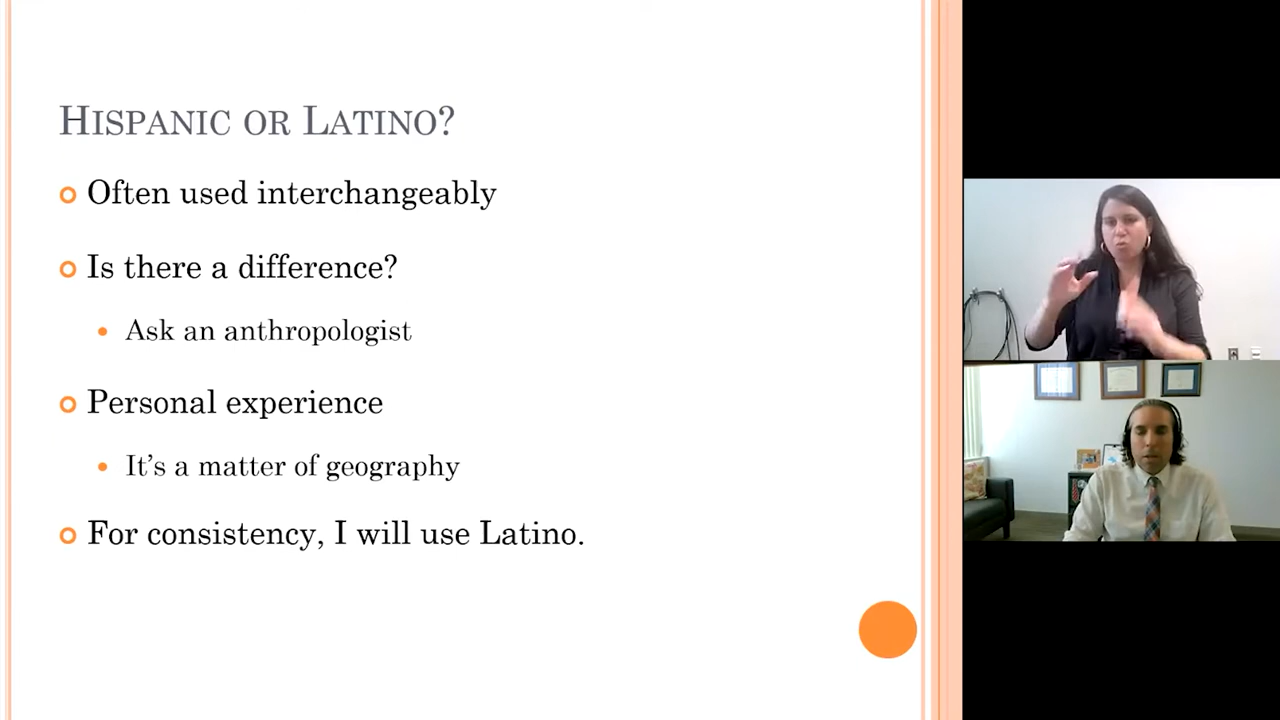 Hispanic or Latino?
Often used interchangeably
Is there a difference?
Ask an anthropologist
Personal experience
It's a matter of geography
For consistency, I will use Latino.